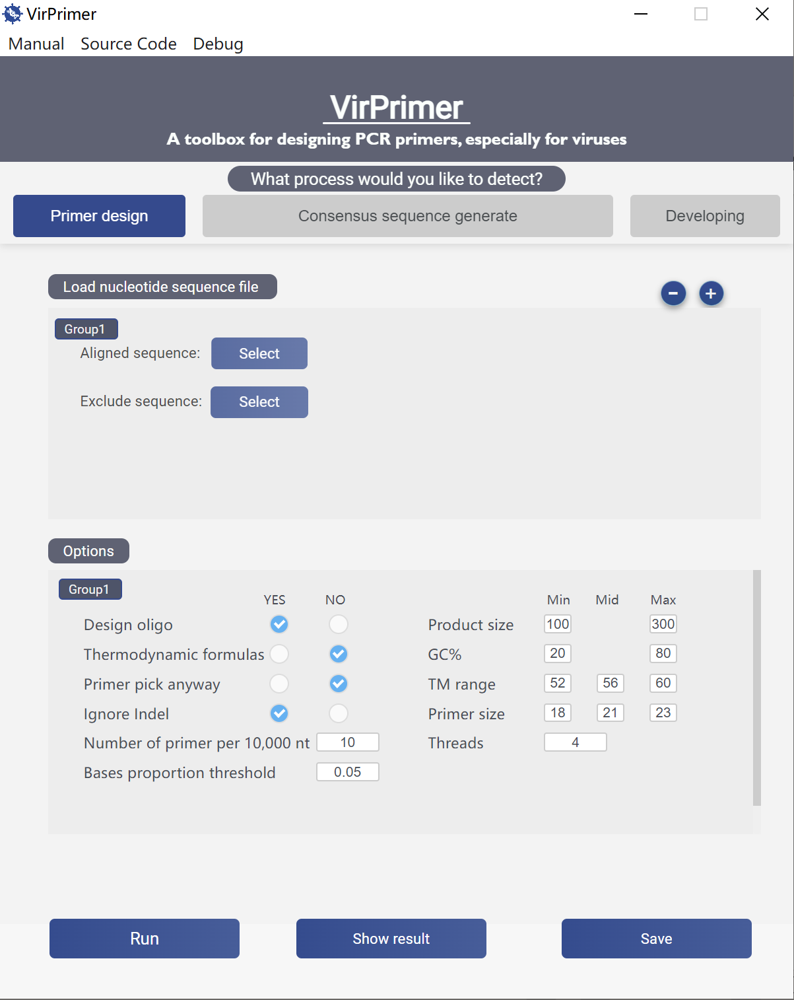 VirPrimer
Manual Source Code Debug
VirPrimer
A toolbox for designing PCR primers, especially for viruses
What process would you like to detect?
Primer design Consensus sequence generate Developing
Load nucleotide sequence file
Group1
Aligned sequence: Select
Exclude sequence: Select
Options
Group1
YES NO Min Mid Max
Design oligo Product size 100 300
Thermodynamic formulas GC% 20 80
Primer pick anyway TM range 52 56 60
Ignore Indel Primer size 18 21 23
Number of primer per 10,000 nt 10 Threads 4
Bases proportion threshold 0.05
Run Show result Save